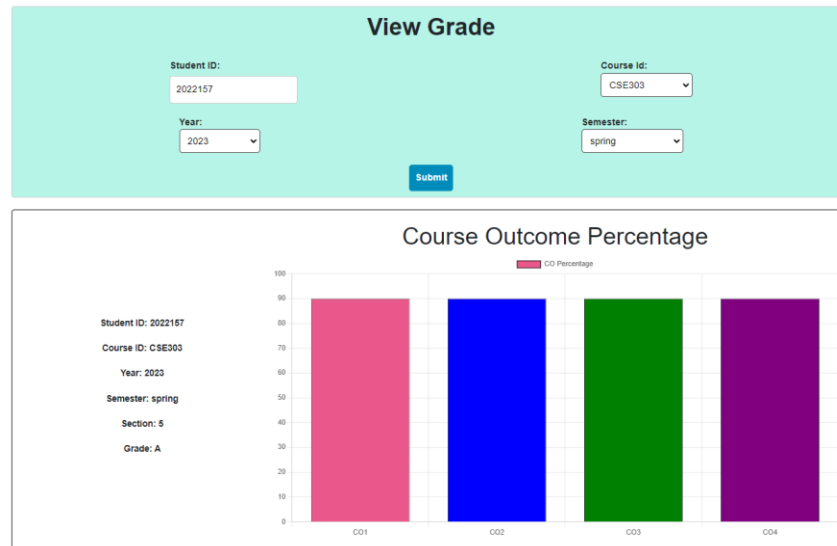 View Grade
Student ID:
2022157
Course Id:
CSE303
Year:
2023
Semester:
spring
Submit
Course Outcome Percentage
CO Percentage
Student ID: 2022157
Course ID: CSE303
Year: 2023
Semester: spring
Section: 5
Grade: A
100
90
80
70
60
50
40
30
20
10
0
CO1 CO2 CO3 CO4